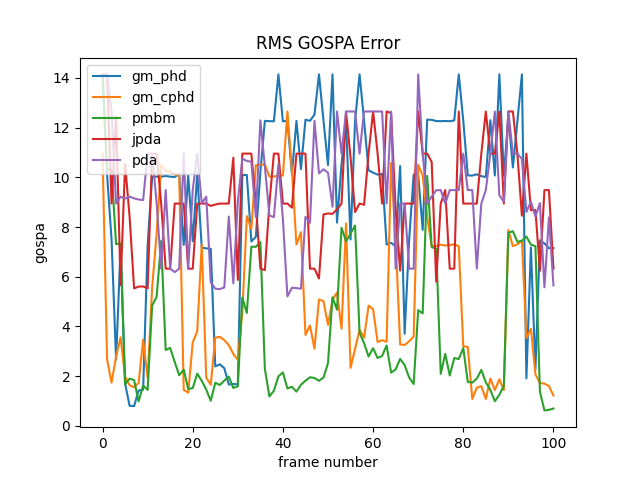 RMS GOSPA Error
gm_phd
gm_cphd
pmbm
jpda
pda
14
12
10
8
6
4
2
0
gospa
0 20 40 60 80 100
frame number